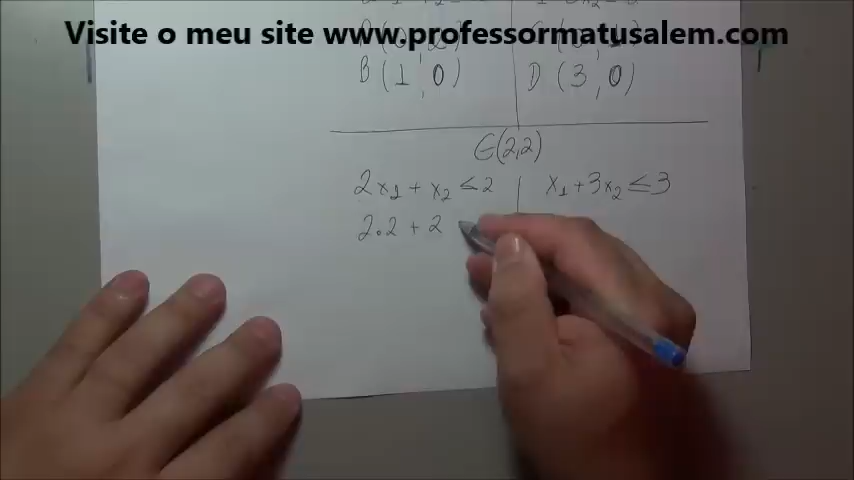 Visite o meu site www.professormatusalem.com
B (1, 0) D (3, 0)
E(2,2)
2x₁ + x₂ ≤ 2 x₁ + 3x₂ ≤ 3
2.2 + 2